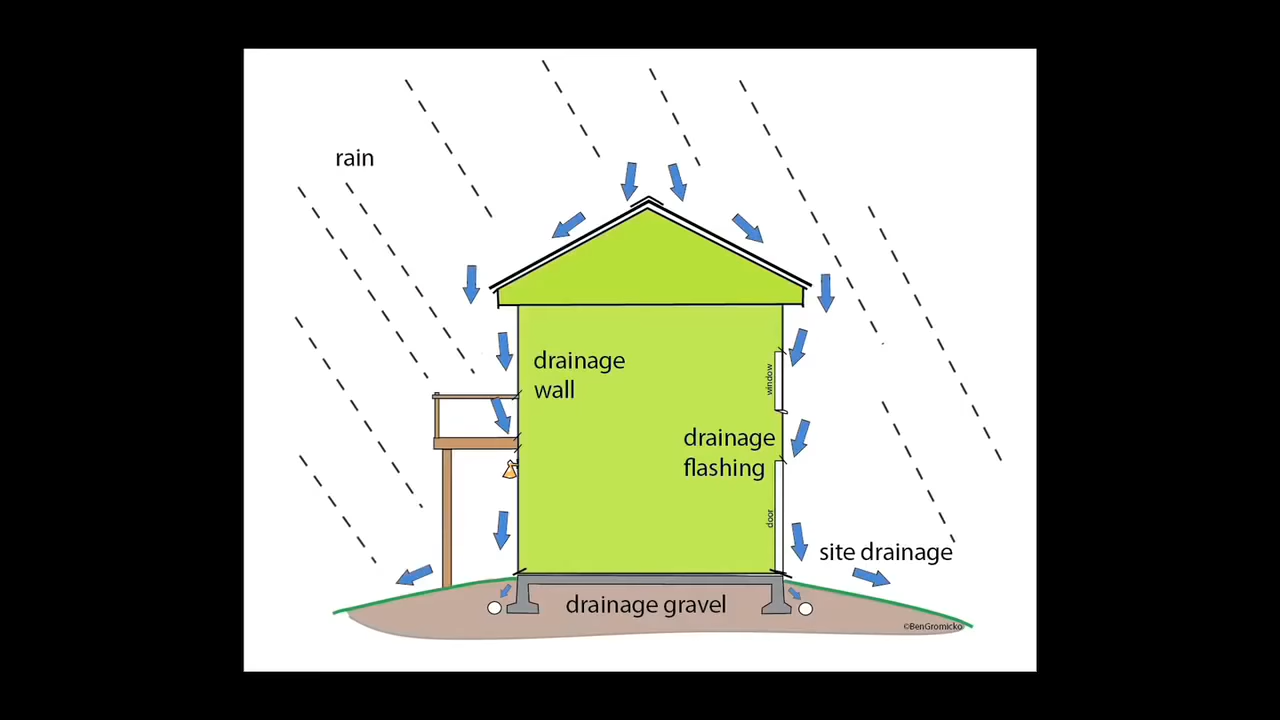 rain
drainage
wall
window
drainage
flashing
door
site drainage
drainage gravel
©BenGromicko